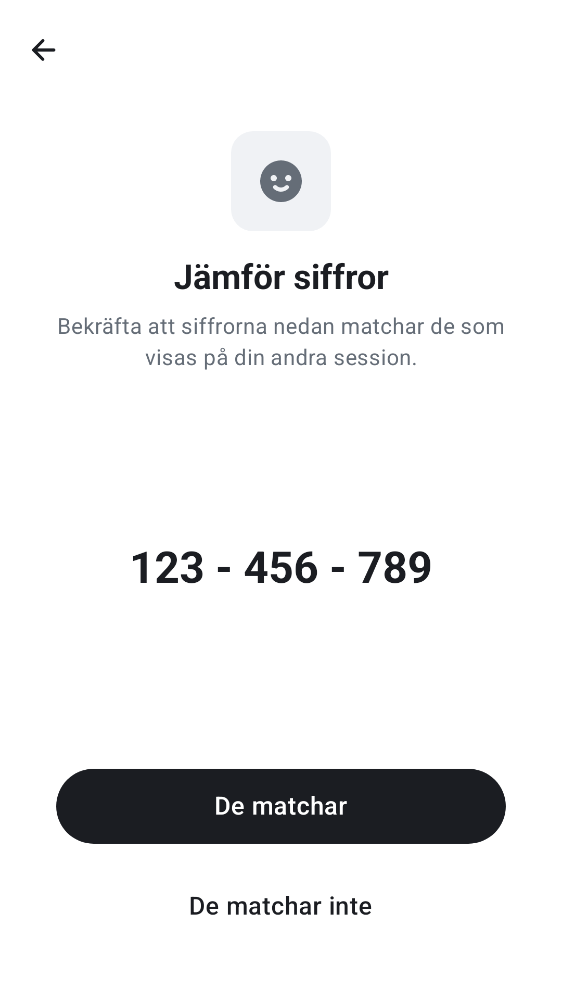 Jämför siffror
Bekräfta att siffrorna nedan matchar de som
visas på din andra session.
123 - 456 - 789
De matchar
De matchar inte